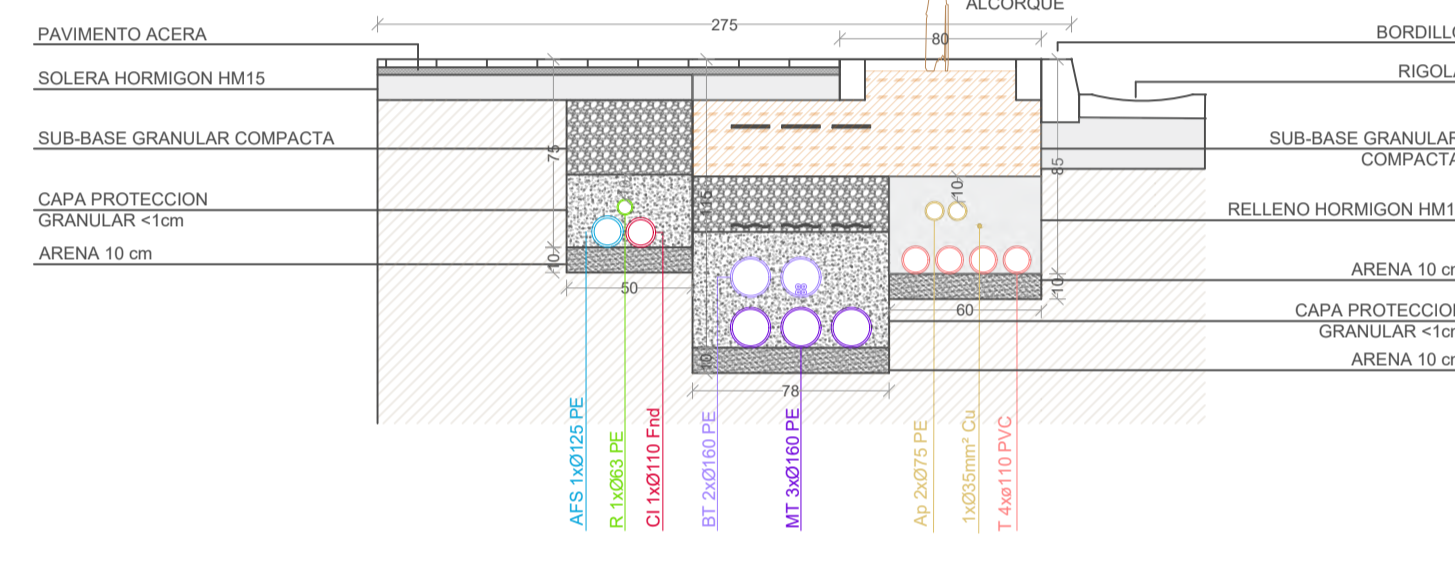 ALCORQUE
275
80
PAVIMENTO ACERA
BORDILLO
SOLERA HORMIGON HM15
RIGOLA
SUB-BASE GRANULAR COMPACTA
SUB-BASE GRANULAR
COMPACTA
75
85
CAPA PROTECCION
GRANULAR <1cm
115
10
RELLENO HORMIGON HM1
ARENA 10 cm
10
ARENA 10 cm
10
50
60
CAPA PROTECCION
GRANULAR <1cm
10
ARENA 10 cm
78
AFS 1xØ125 PE
R 1xØ63 PE
CI 1xØ110 Fnd
BT 2xØ160 PE
MT 3xØ160 PE
Ap 2xØ75 PE
1xØ35mm² Cu
T 4xø110 PVC